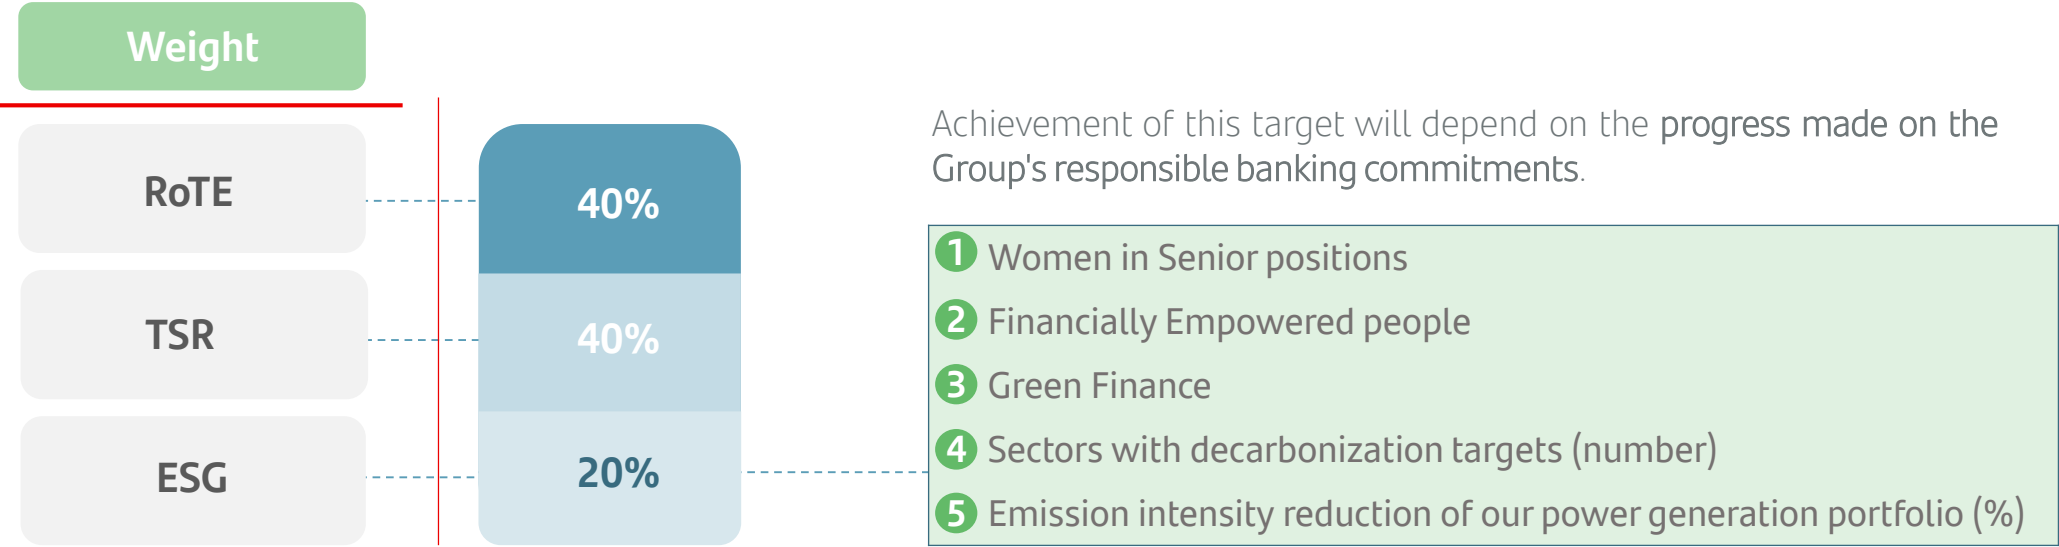 Weight
RoTE
TSR
ESG
40%
40%
20%
Achievement of this target will depend on the progress made on the
Group's responsible banking commitments.
1 Women in Senior positions
2 Financially Empowered people
3 Green Finance
4 Sectors with decarbonization targets (number)
5 Emission intensity reduction of our power generation portfolio (%)